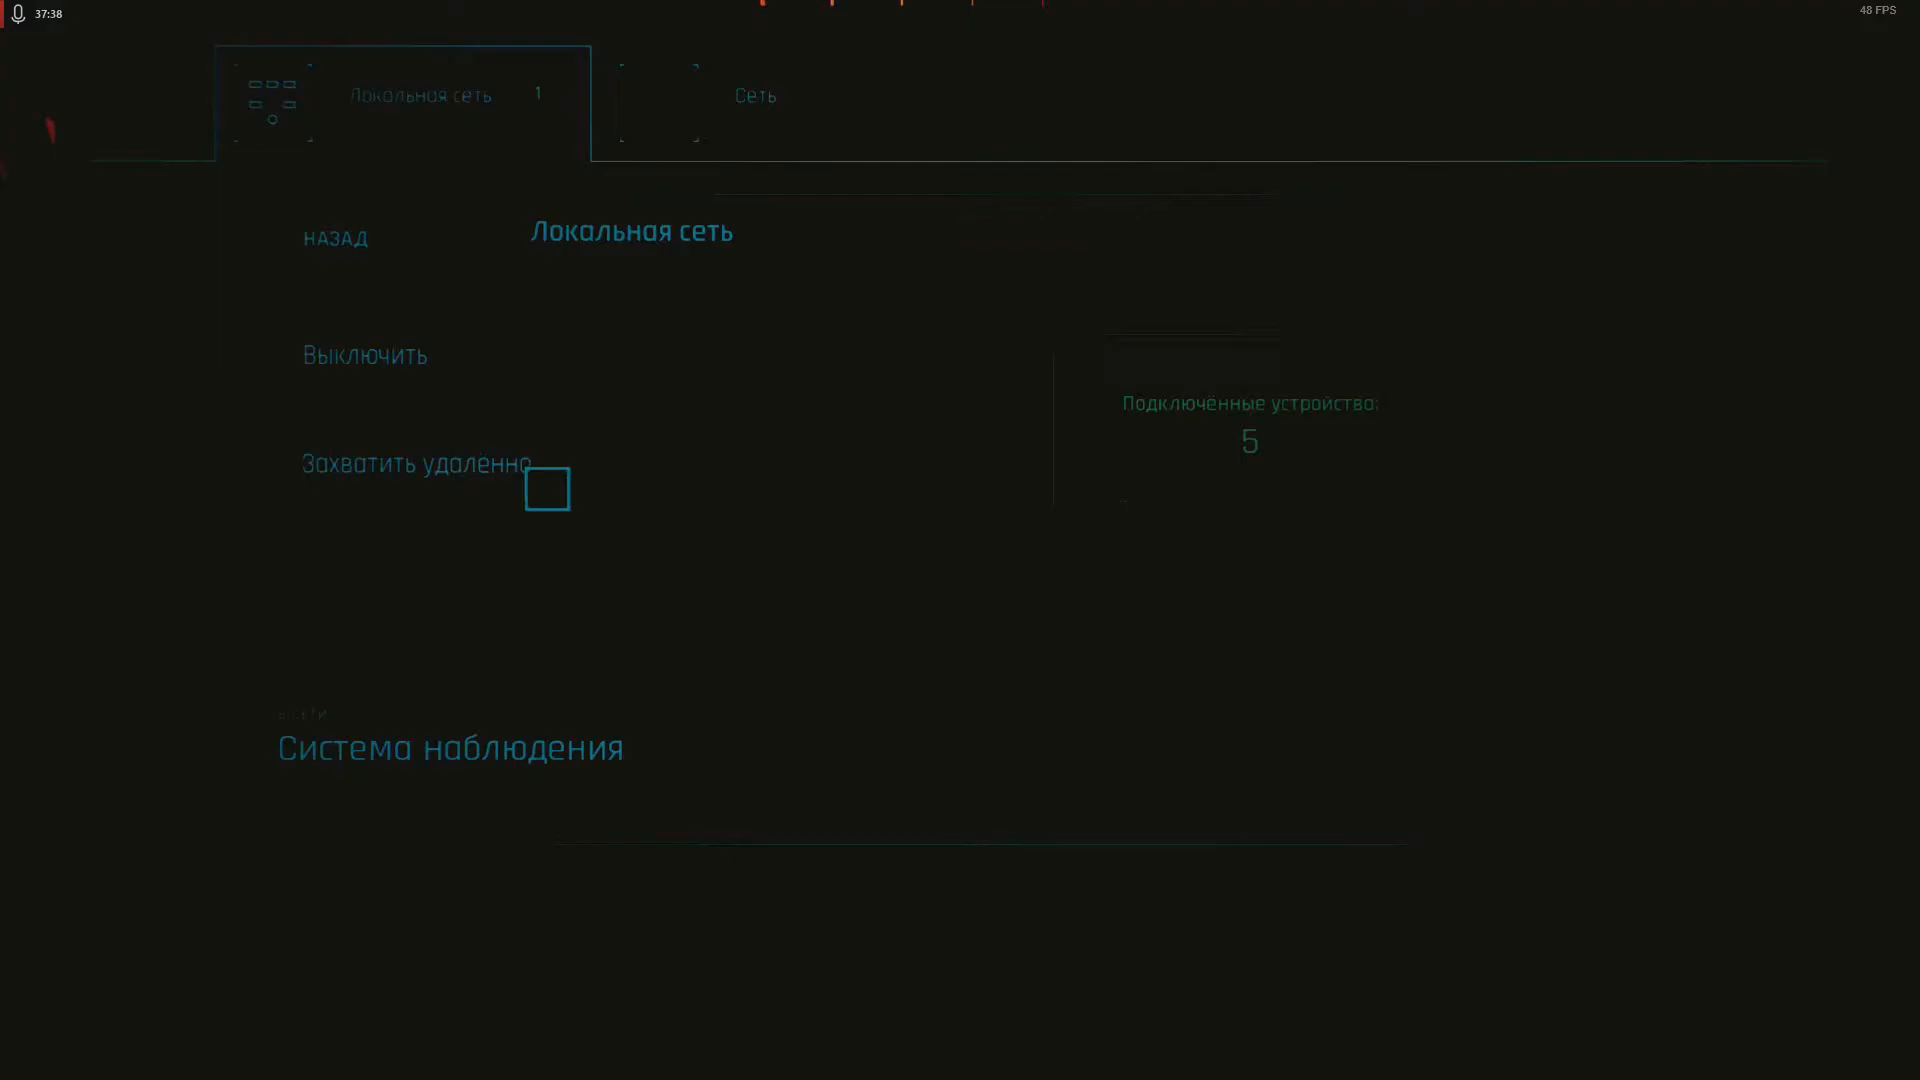 37:38
48 FPS
Локальная сеть 1
Сеть
НАЗАД
Локальная сеть
Выключить
Подключённые устройства:
5
Захватить удалённо
Система наблюдения